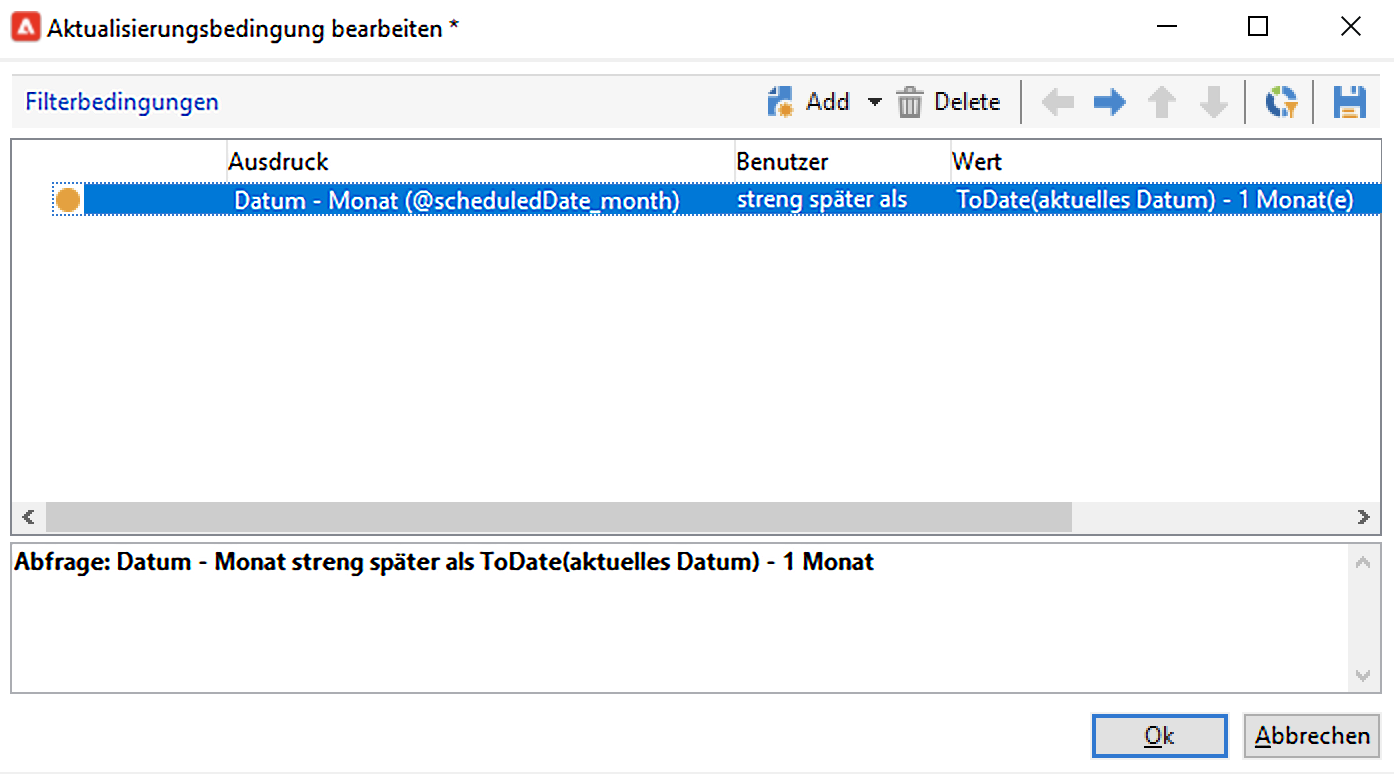 Aktualisierungsbedingung bearbeiten *
Filterbedingungen Add Delete
Ausdruck Benutzer Wert
Datum - Monat (@scheduledDate_month) streng später als ToDate(aktuelles Datum) - 1 Monat(e)
Abfrage: Datum - Monat streng später als ToDate(aktuelles Datum) - 1 Monat
Ok Abbrechen